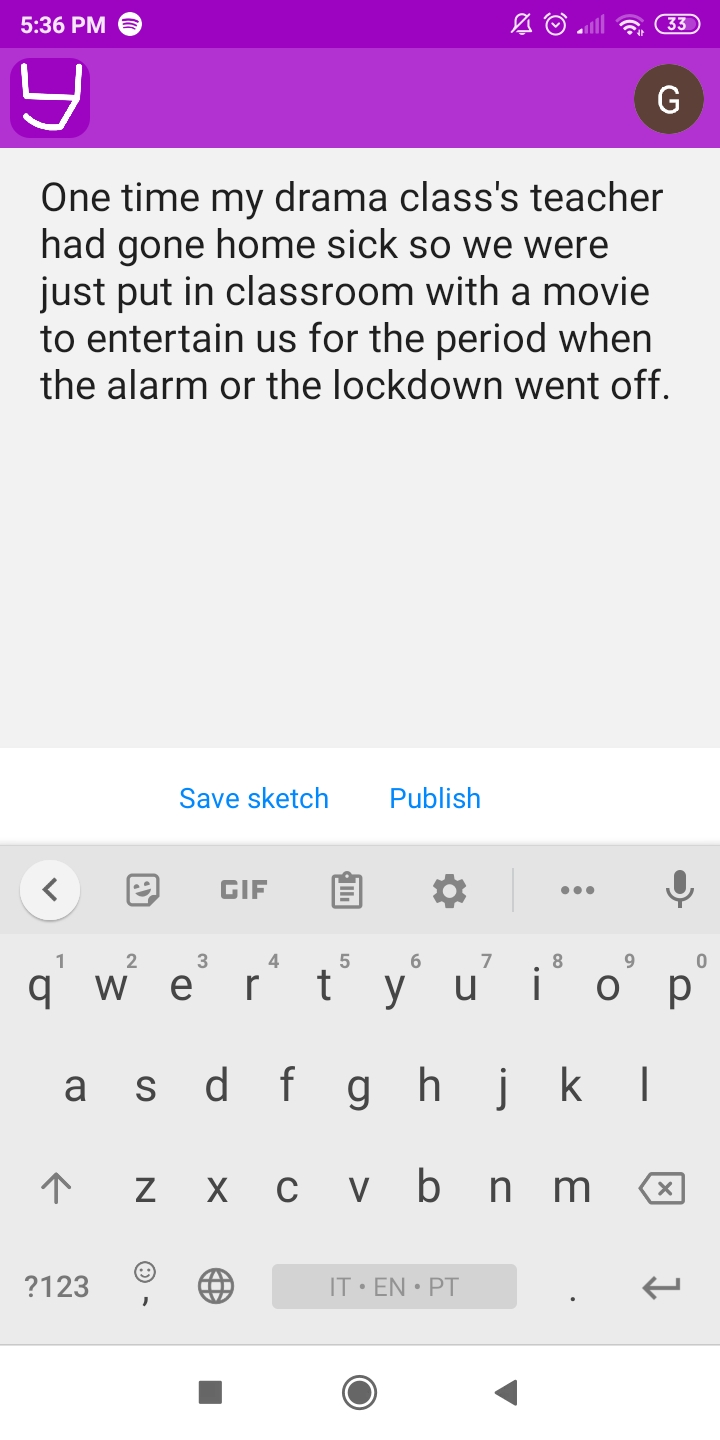 5:36 PM
33
G
One time my drama class's teacher
had gone home sick so we were
just put in classroom with a movie
to entertain us for the period when
the alarm or the lockdown went off.
Save sketch Publish
GIF
1 2 3 4 5 6 7 8 9 0
q w e r t y u i o p
a s d f g h j k l
z x c v b n m
?123 , IT • EN • PT .